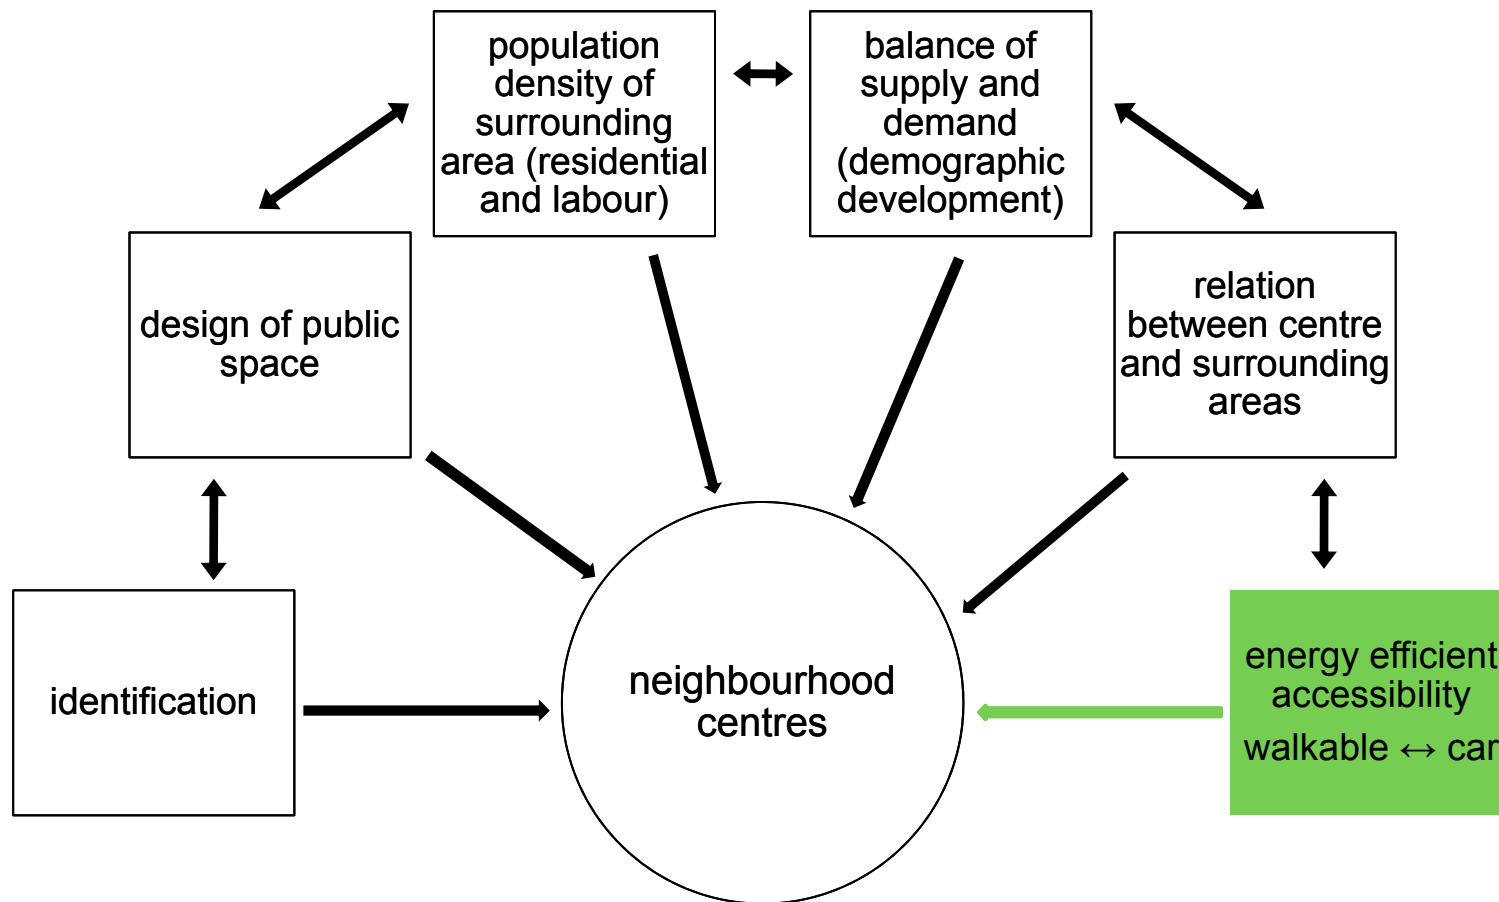 population
density of
surrounding
area (residential
and labour)
balance of
supply and
demand
(demographic
development)
design of public
space
relation
between centre
and surrounding
areas
identification
neighbourhood
centres
energy efficient
accessibility
walkable ↔ car